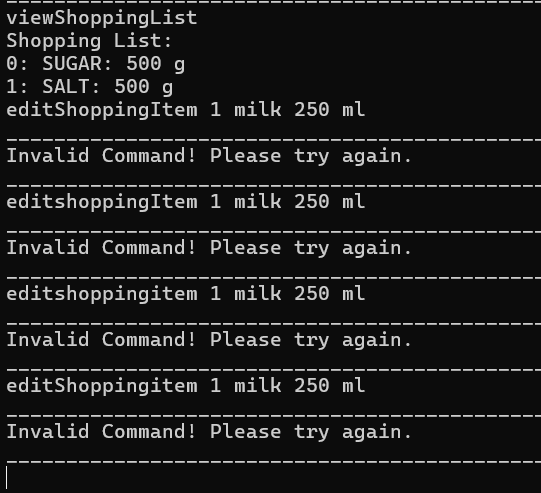 viewShoppingList
Shopping List:
0: SUGAR: 500 g
1: SALT: 500 g
editShoppingItem 1 milk 250 ml
Invalid Command! Please try again.
editshoppingItem 1 milk 250 ml
Invalid Command! Please try again.
editshoppingitem 1 milk 250 ml
Invalid Command! Please try again.
editShoppingitem 1 milk 250 ml
Invalid Command! Please try again.